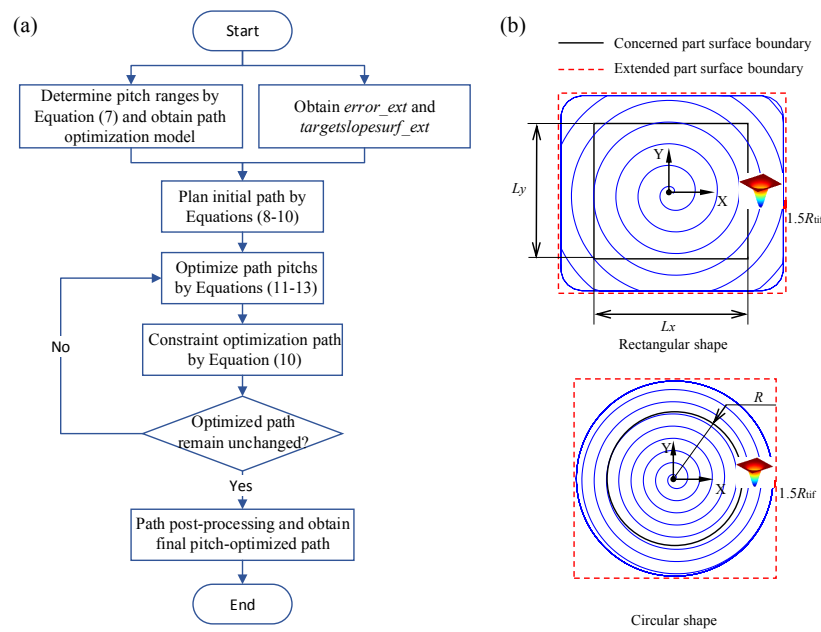 (a)
Start
Determine pitch ranges by
Equation (7) and obtain path
optimization model
Obtain error_ext and
targetslopesurf_ext
Plan initial path by
Equations (8-10)
Optimize path pitchs
by Equations (11-13)
Constraint optimization path
by Equation (10)
No
Optimized path
remain unchanged?
Yes
Path post-processing and obtain
final pitch-optimized path
End
(b)
Concerned part surface boundary
Extended part surface boundary
Y
X
Ly
1.5Rtif
Lx
Rectangular shape
R
Y
X
1.5Rtif
Circular shape